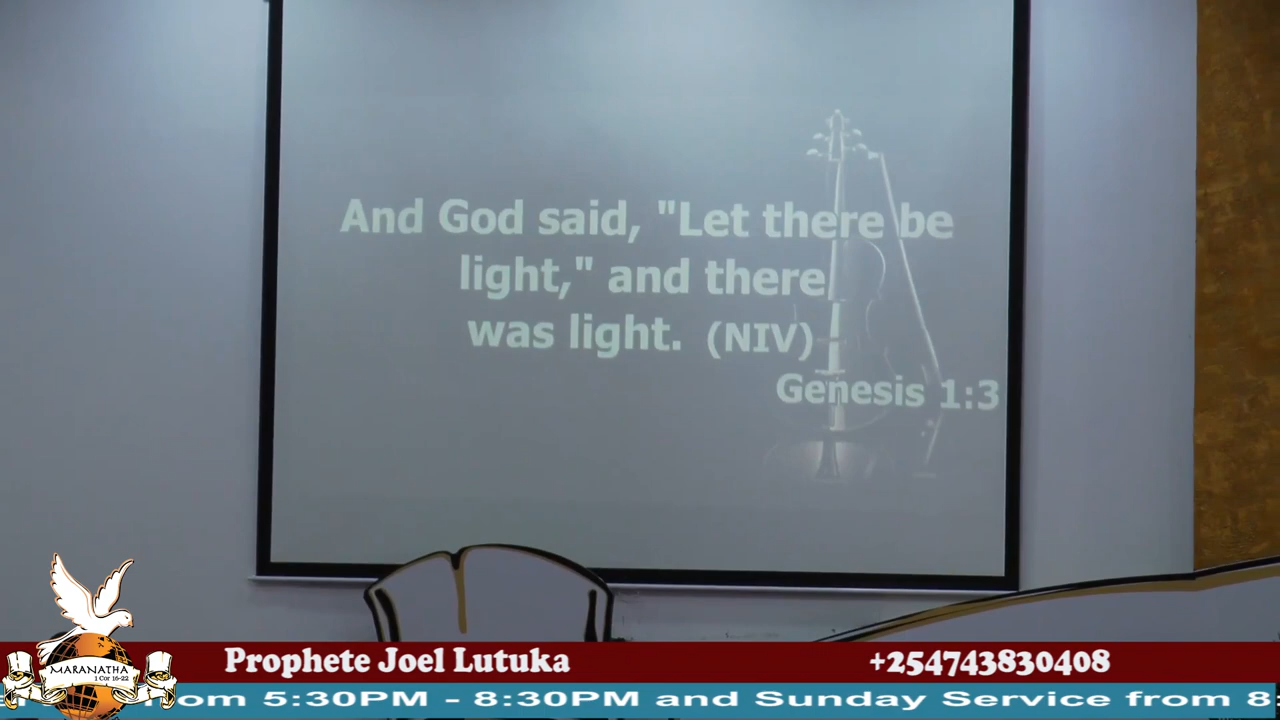 And God said, "Let there be
light," and there
was light. (NIV)
Genesis 1:3
MARANATHA
1 Cor 16-22
Prophete Joel Lutuka
+254743830408
om 5:30PM - 8:30PM and Sunday Service from 8: